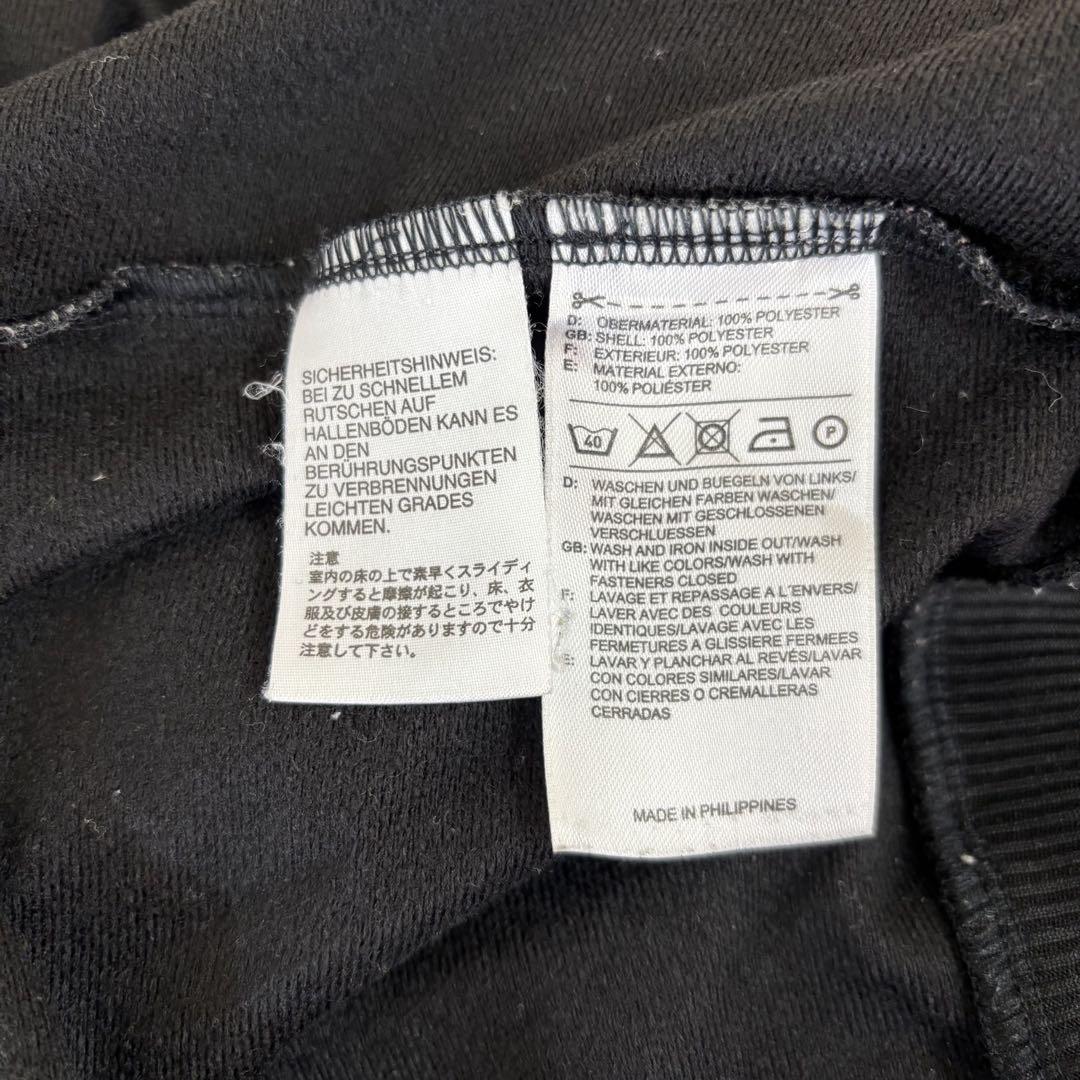 SICHERHEITSHINWEIS:
BEI ZU SCHNELLEM
RUTSCHEN AUF
HALLENBÖDEN KANN ES
AN DEN
BERÜHRUNGSPUNKTEN
ZU VERBRENNUNGEN
LEICHTEN GRADES
KOMMEN.
注意
室内の床の上で素早くスライディ
ングすると摩擦が起こり、床、衣
服及び皮膚の接するところでやけ
どをする危険がありますので十分
注意して下さい。
D: OBERMATERIAL: 100% POLYESTER
GB: SHELL: 100% POLYESTER
F: EXTERIEUR: 100% POLYESTER
E: MATERIAL EXTERNO:
100% POLIÉSTER
40 P
D: WASCHEN UND BUEGELN VON LINKS/
MIT GLEICHEN FARBEN WASCHEN/
WASCHEN MIT GESCHLOSSENEN
VERSCHLUESSEN
GB: WASH AND IRON INSIDE OUT/WASH
WITH LIKE COLORS/WASH WITH
FASTENERS CLOSED
F: LAVAGE ET REPASSAGE A L'ENVERS/
LAVER AVEC DES COULEURS
IDENTIQUES/LAVAGE AVEC LES
FERMETURES A GLISSIERE FERMEES
E: LAVAR Y PLANCHAR AL REVÉS/LAVAR
CON COLORES SIMILARES/LAVAR
CON CIERRES O CREMALLERAS
CERRADAS
MADE IN PHILIPPINES